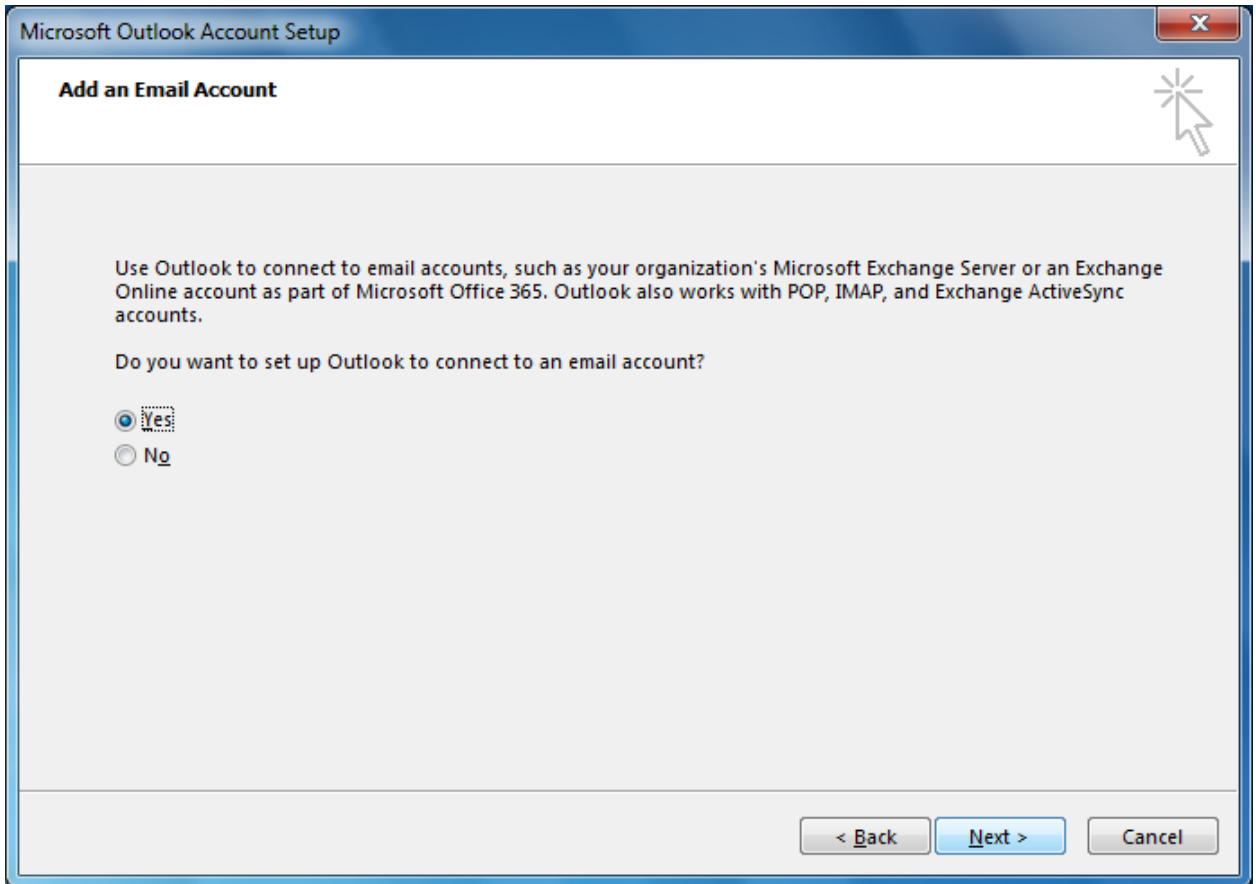 Microsoft Outlook Account Setup
Add an Email Account
Use Outlook to connect to email accounts, such as your organization's Microsoft Exchange Server or an Exchange
Online account as part of Microsoft Office 365. Outlook also works with POP, IMAP, and Exchange ActiveSync
accounts.
Do you want to set up Outlook to connect to an email account?
Yes
No
< Back Next > Cancel